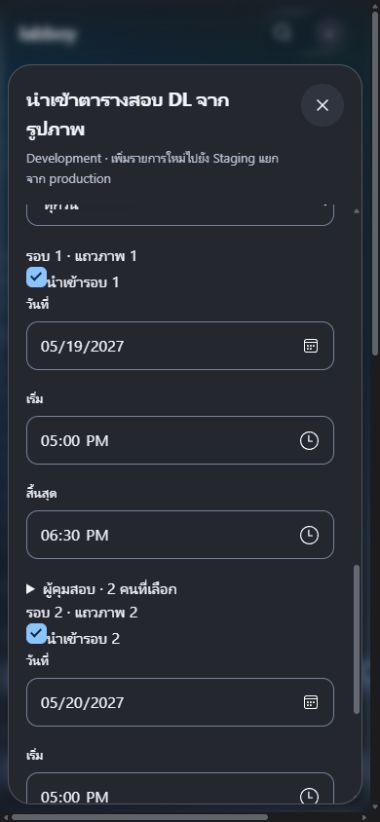 นำเข้าตารางสอบ DL จาก
รูปภาพ
Development · เพิ่มรายการใหม่ไปยัง Staging แยก
จาก production
ทุกวัน
รอบ 1 · แถวภาพ 1
นำเข้ารอบ 1
วันที่
05/19/2027
เริ่ม
05:00 PM
สิ้นสุด
06:30 PM
▶ ผู้คุมสอบ · 2 คนที่เลือก
รอบ 2 · แถวภาพ 2
นำเข้ารอบ 2
วันที่
05/20/2027
เริ่ม
05:00 PM